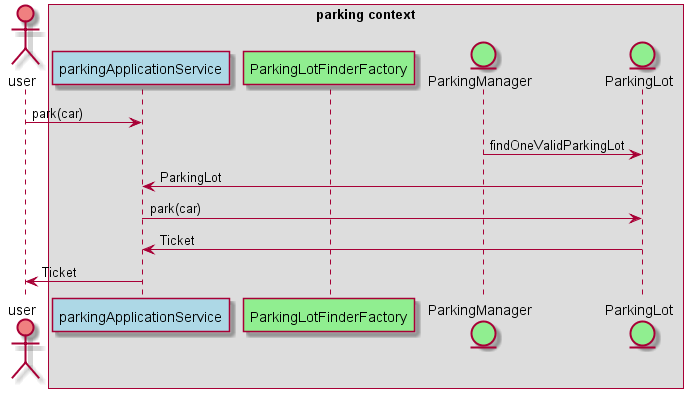 parking context
user
parkingApplicationService
ParkingLotFinderFactory
ParkingManager
ParkingLot
park(car)
findOneValidParkingLot
ParkingLot
park(car)
Ticket
Ticket
user
parkingApplicationService
ParkingLotFinderFactory
ParkingManager
ParkingLot